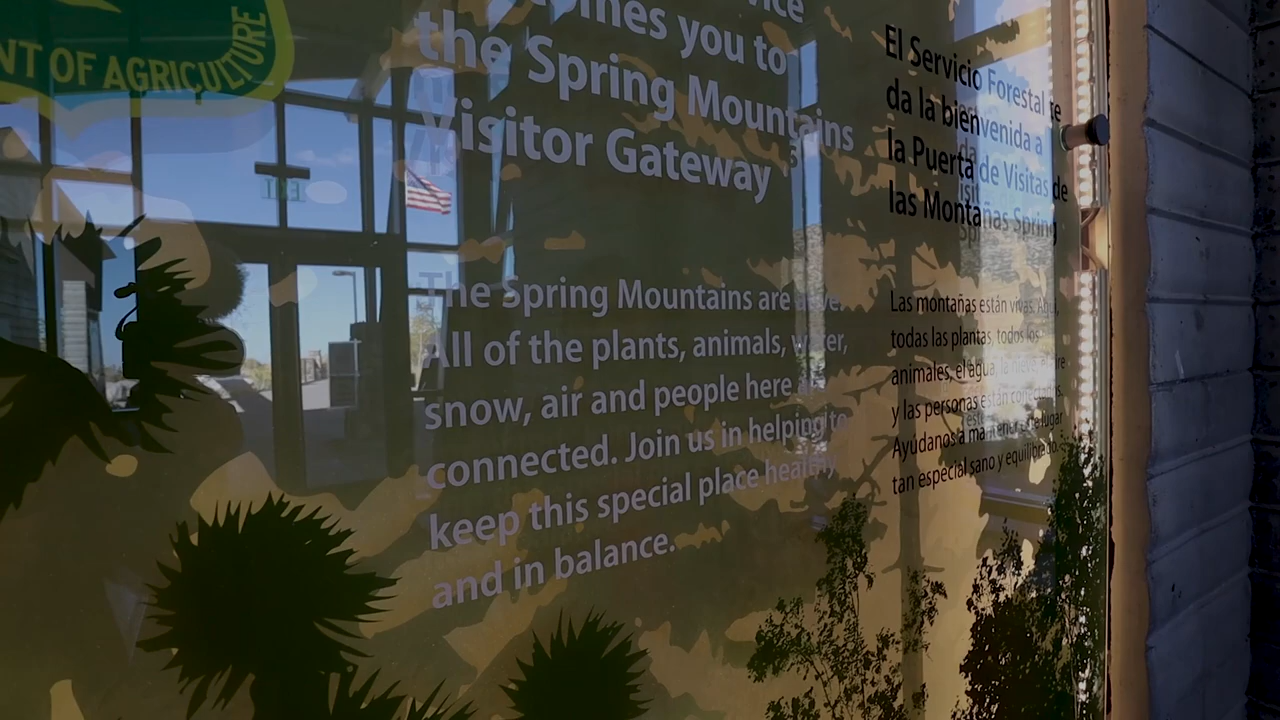 NT OF AGRICULTURE
you to
the Spring Mountains
Visitor Gateway
The Spring Mountains are
All of the plants, animals, water,
snow, air and people here
connected. Join us in helping to
keep this special place healthy
and in balance.
El Servicio Forestal te
da la bienvenida a
la Puerta de Visitas de
las Montañas Spring
Las montañas están vivas. Aquí,
todas las plantas, todos los
animales, el agua, la nieve, el aire
y las personas están conectados.
Ayúdanos a mantener este lugar
tan especial sano y equilibrado.